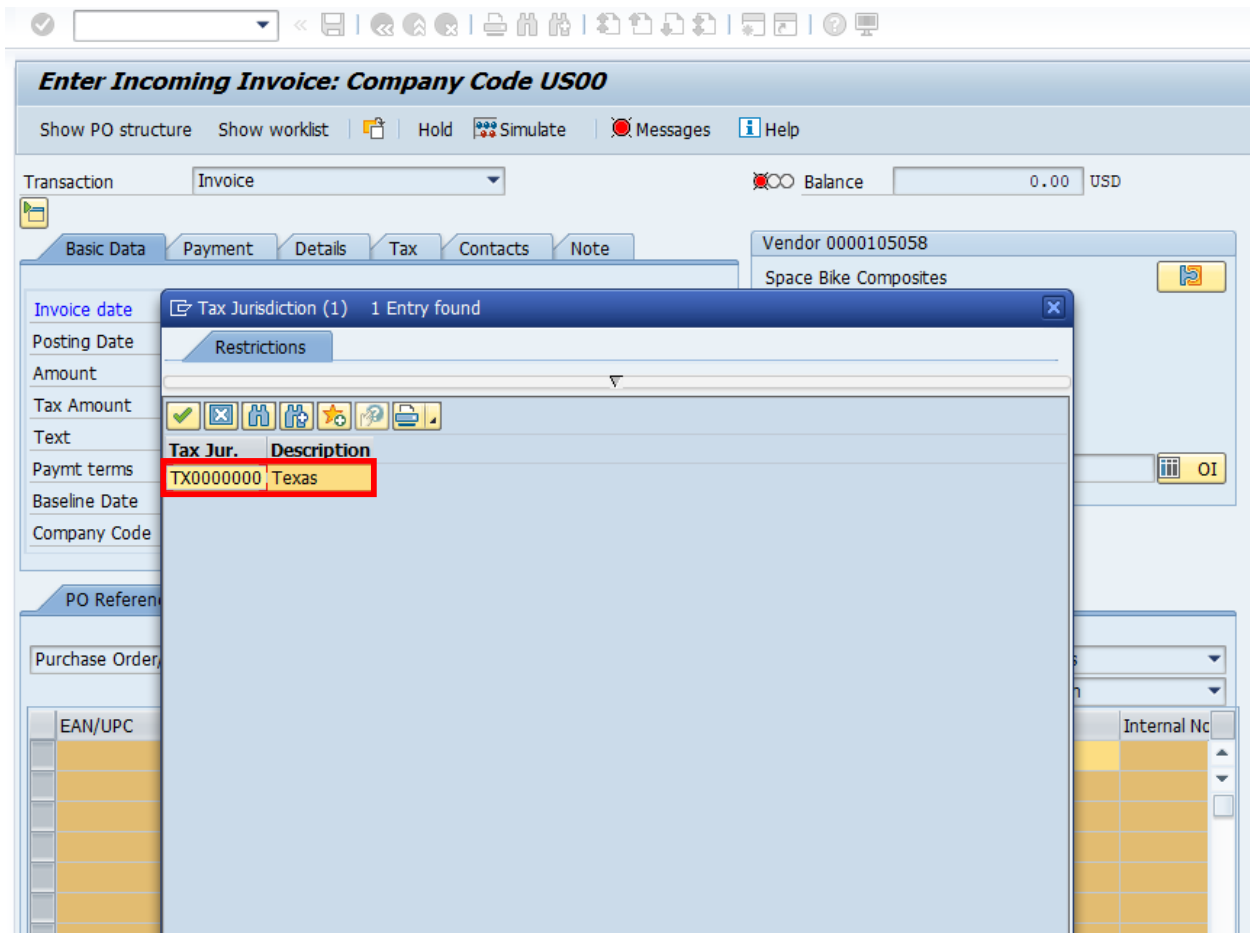 Enter Incoming Invoice: Company Code US00
Show PO structure Show worklist Hold Simulate Messages Help
Transaction Invoice Balance 0.00 USD
Basic Data Payment Details Tax Contacts Note
Vendor 0000105058
Space Bike Composites
Invoice date
Posting Date
Amount
Tax Amount
Text
Paymt terms
Baseline Date
Company Code
Tax Jurisdiction (1) 1 Entry found
Restrictions
Tax Jur. Description
TX0000000 Texas
OI
PO Referen
Purchase Order/
EAN/UPC
Internal Nc